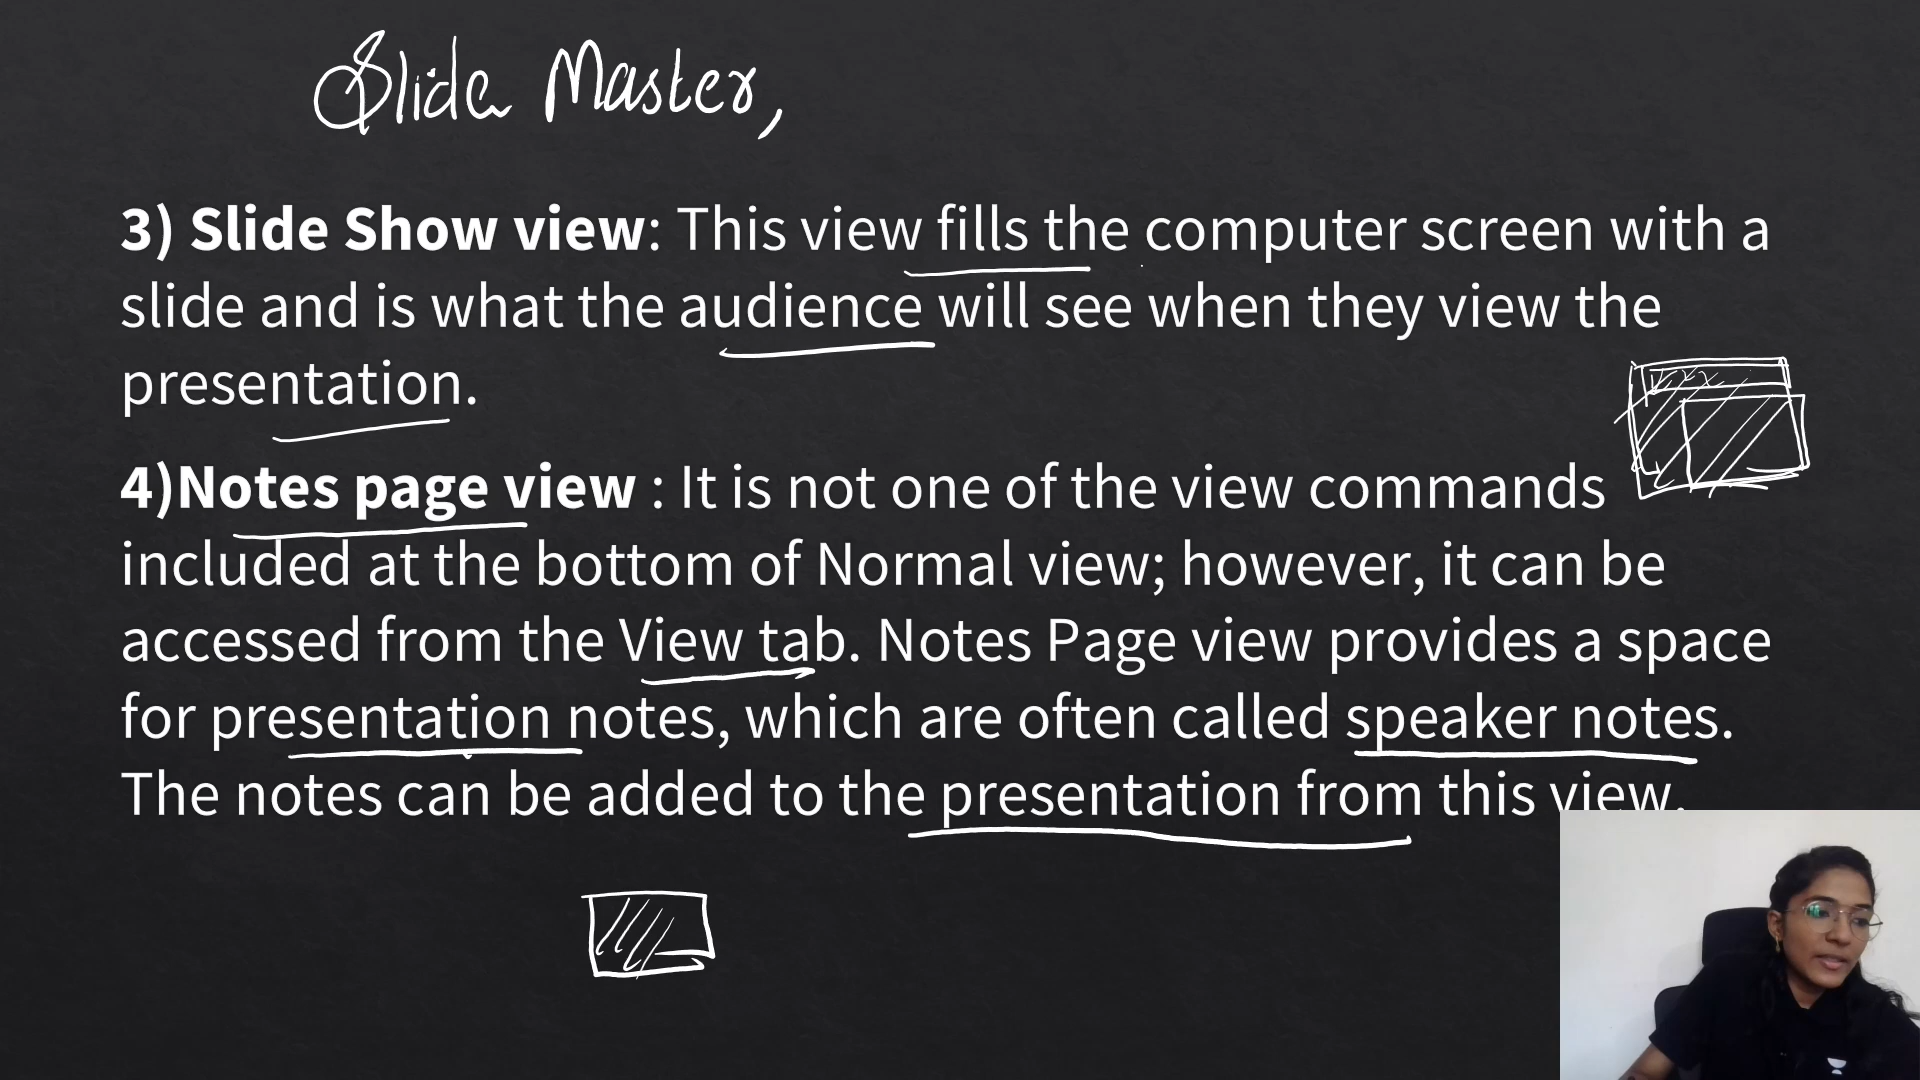 Slide Master,
3) Slide Show view: This view fills the computer screen with a
slide and is what the audience will see when they view the
presentation.
4)Notes page view : It is not one of the view commands
included at the bottom of Normal view; however, it can be
accessed from the View tab. Notes Page view provides a space
for presentation notes, which are often called speaker notes.
The notes can be added to the presentation from this view.